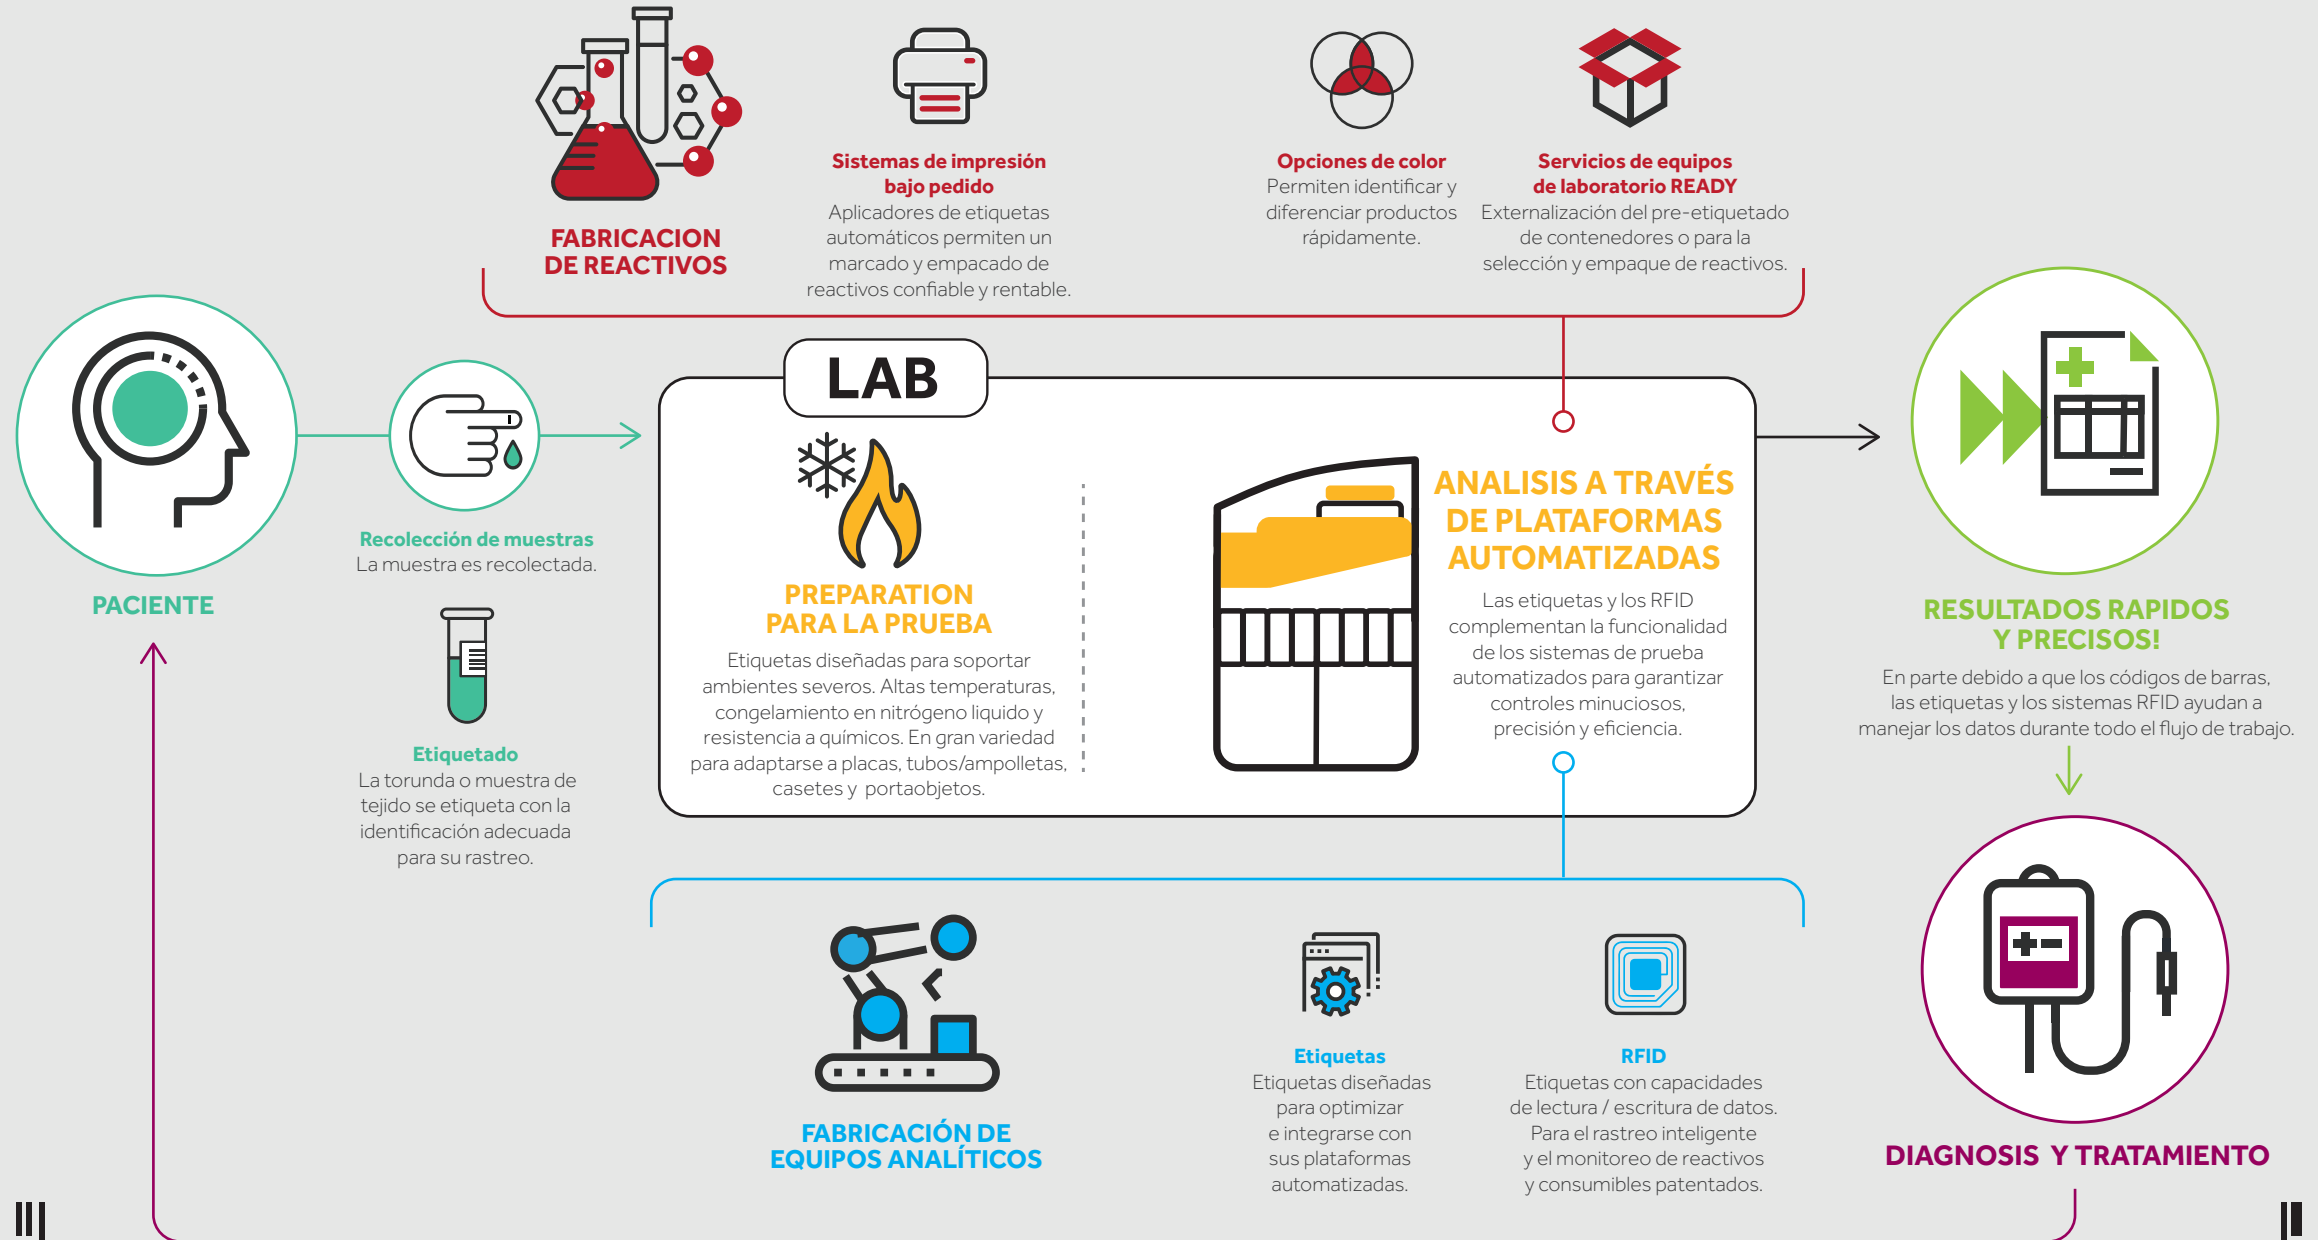 FABRICACION
DE REACTIVOS
Sistemas de impresión
bajo pedido
Aplicadores de etiquetas
automáticos permiten un
marcado y empacado de
reactivos confiable y rentable.
Opciones de color
Permiten identificar y
diferenciar productos
rápidamente.
Servicios de equipos
de laboratorio READY
Externalización del pre-etiquetado
de contenedores o para la
selección y empaque de reactivos.
PACIENTE
Recolección de muestras
La muestra es recolectada.
Etiquetado
La torunda o muestra de
tejido se etiqueta con la
identificación adecuada
para su rastreo.
LAB
PREPARATION
PARA LA PRUEBA
Etiquetas diseñadas para soportar
ambientes severos. Altas temperaturas,
congelamiento en nitrógeno liquido y
resistencia a químicos. En gran variedad
para adaptarse a placas, tubos/ampolletas,
casetes y portaobjetos.
ANALISIS A TRAVÉS
DE PLATAFORMAS
AUTOMATIZADAS
Las etiquetas y los RFID
complementan la funcionalidad
de los sistemas de prueba
automatizados para garantizar
controles minuciosos,
precisión y eficiencia.
RESULTADOS RAPIDOS
Y PRECISOS!
En parte debido a que los códigos de barras,
las etiquetas y los sistemas RFID ayudan a
manejar los datos durante todo el flujo de trabajo.
FABRICACIÓN DE
EQUIPOS ANALÍTICOS
Etiquetas
Etiquetas diseñadas
para optimizar
e integrarse con
sus plataformas
automatizadas.
RFID
Etiquetas con capacidades
de lectura / escritura de datos.
Para el rastreo inteligente
y el monitoreo de reactivos
y consumibles patentados.
DIAGNOSIS Y TRATAMIENTO